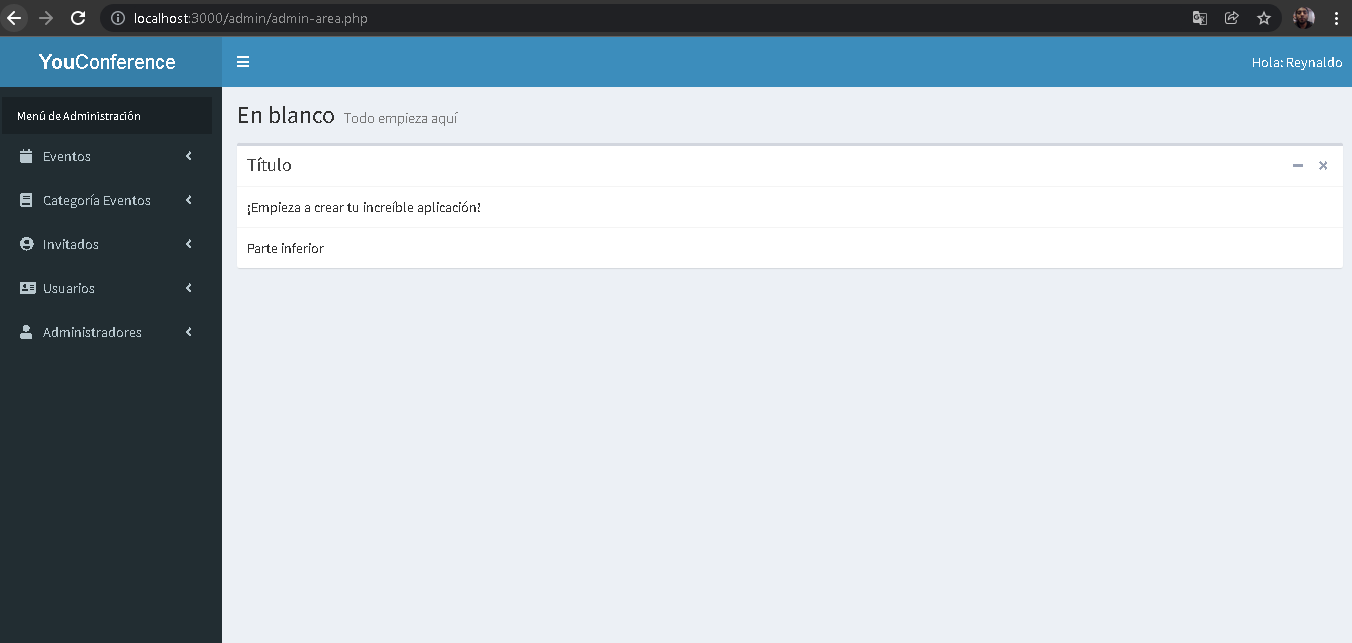 localhost:3000/admin/admin-area.php
YouConference
Hola: Reynaldo
Menú de Administración
Eventos
Categoría Eventos
Invitados
Usuarios
Administradores
En blanco Todo empieza aquí
Título
¡Empieza a crear tu increíble aplicación?
Parte inferior